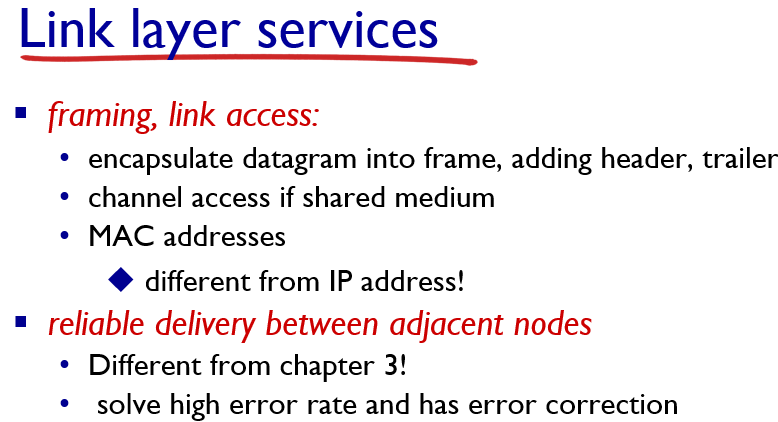 Link layer services
framing, link access:
encapsulate datagram into frame, adding header, trailer
channel access if shared medium
MAC addresses
different from IP address!
reliable delivery between adjacent nodes
Different from chapter 3!
solve high error rate and has error correction